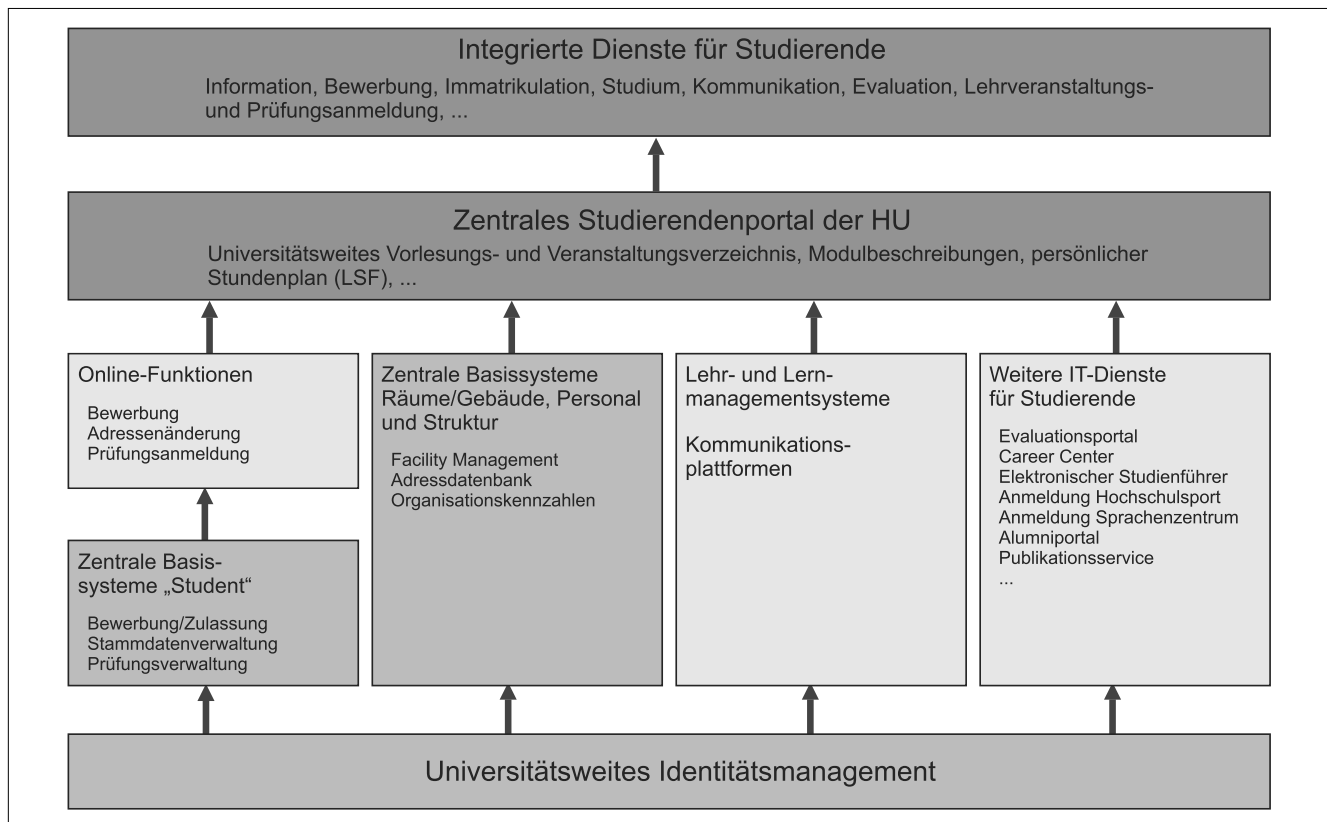 Integrierte Dienste für Studierende
Information, Bewerbung, Immatrikulation, Studium, Kommunikation, Evaluation, Lehrveranstaltungs-
und Prüfungsanmeldung, ...
Zentrales Studierendenportal der HU
Universitätsweites Vorlesungs- und Veranstaltungsverzeichnis, Modulbeschreibungen, persönlicher
Stundenplan (LSF), ...
Online-Funktionen
Bewerbung
Adressenänderung
Prüfungsanmeldung
Zentrale Basis-
systeme „Student“
Bewerbung/Zulassung
Stammdatenverwaltung
Prüfungsverwaltung
Zentrale Basissysteme
Räume/Gebäude, Personal
und Struktur
Facility Management
Adressdatenbank
Organisationskennzahlen
Lehr- und Lern-
managementsysteme
Kommunikations-
plattformen
Weitere IT-Dienste
für Studierende
Evaluationsportal
Career Center
Elektronischer Studienführer
Anmeldung Hochschulsport
Anmeldung Sprachenzentrum
Alumniportal
Publikationsservice
...
Universitätsweites Identitätsmanagement